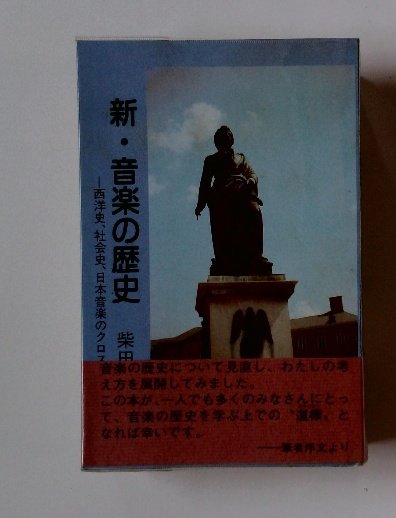 新・音楽の歴史
―西洋史、社会史、日本音楽のクロス
柴田
音楽の歴史について見直し、わたしの考
え方を展開してみました。
この本が、一人でも多くのみなさんにとっ
て、音楽の歴史を学ぶ上での〝道標〟と
なれば幸いです。
――著者序文より